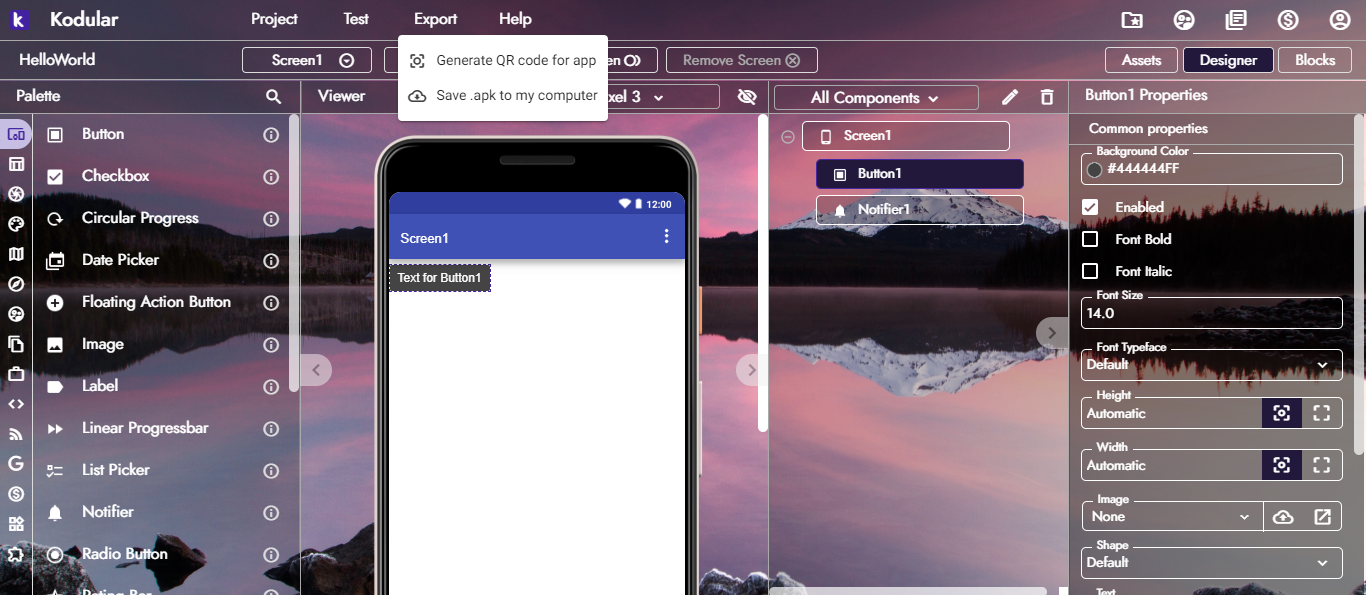 k Kodular
Project
Test
Export
Help
HelloWorld
Screen1
en
Remove Screen
Assets
Designer
Blocks
Generate QR code for app
Save .apk to my computer
Palette
Viewer
xel 3
All Components
Button1 Properties
Button
Checkbox
Circular Progress
Date Picker
Floating Action Button
Image
Label
Linear Progressbar
List Picker
Notifier
Radio Button
12:00
Screen1
Text for Button1
Screen1
Button1
Notifier1
Common properties
Background Color
#444444FF
Enabled
Font Bold
Font Italic
Font Size
14.0
Font Typeface
Default
Height
Automatic
Width
Automatic
Image
None
Shape
Default
Text